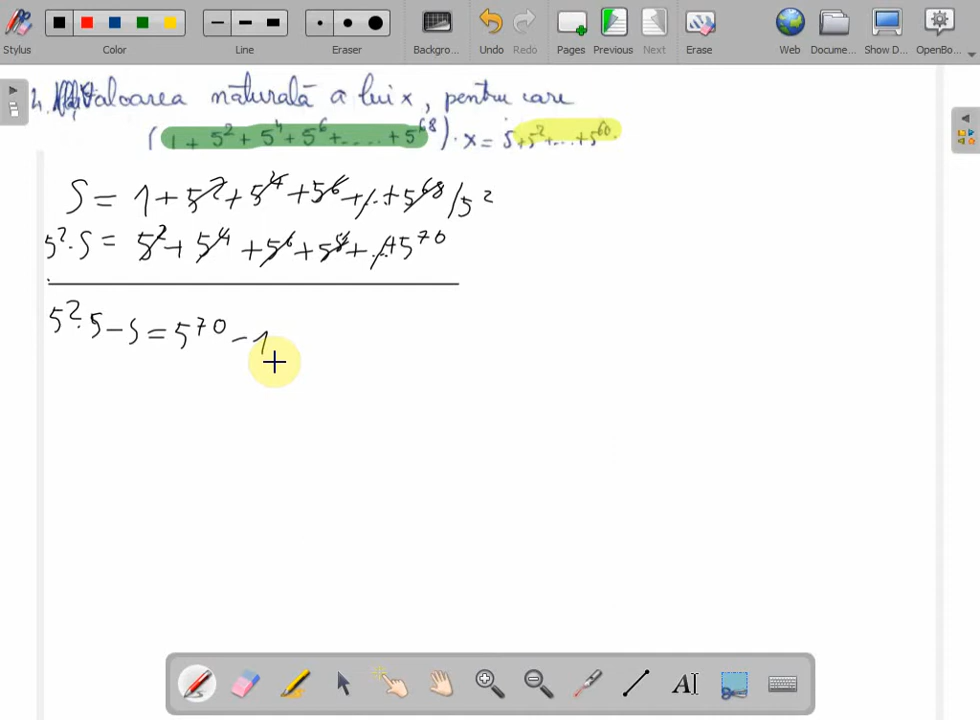 Stylus Color Line Eraser Backgro... Undo Redo Pages Previous Next Erase Web Docume... Show D... OpenBo...
Valoarea naturală a lui x, pentru care
(1 + 5² + 5⁴ + 5⁶ + ..... + 5⁶⁸) · x = 5 + 5² + ... + 5⁶⁰.
S = 1 + 5² + 5⁴ + 5⁶ + ... + 5⁶⁸ / 5²
5² · S = 5² + 5⁴ + 5⁶ + 5⁸ + ... + 5⁷⁰
5² · S - S = 5⁷⁰ - 1